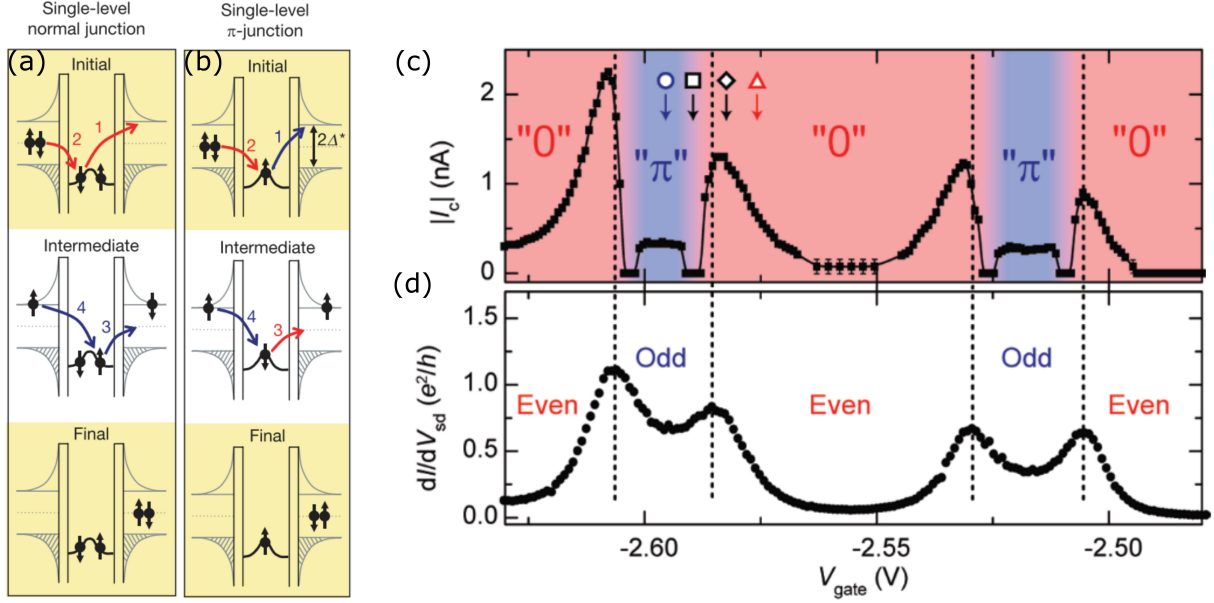 Single-level
normal junction
(a)
Initial
2
1
Intermediate
4
3
Final
Single-level
π-junction
(b)
Initial
2
1
2Δ*
Intermediate
4
3
Final
(c)
|Ic| (nA)
2
1
0
"0"
"π"
"0"
"π"
"0"
(d)
dI/dVsd (e²/h)
1.5
1.0
0.5
0.0
Even
Odd
Even
Odd
Even
-2.60
-2.55
-2.50
Vgate (V)